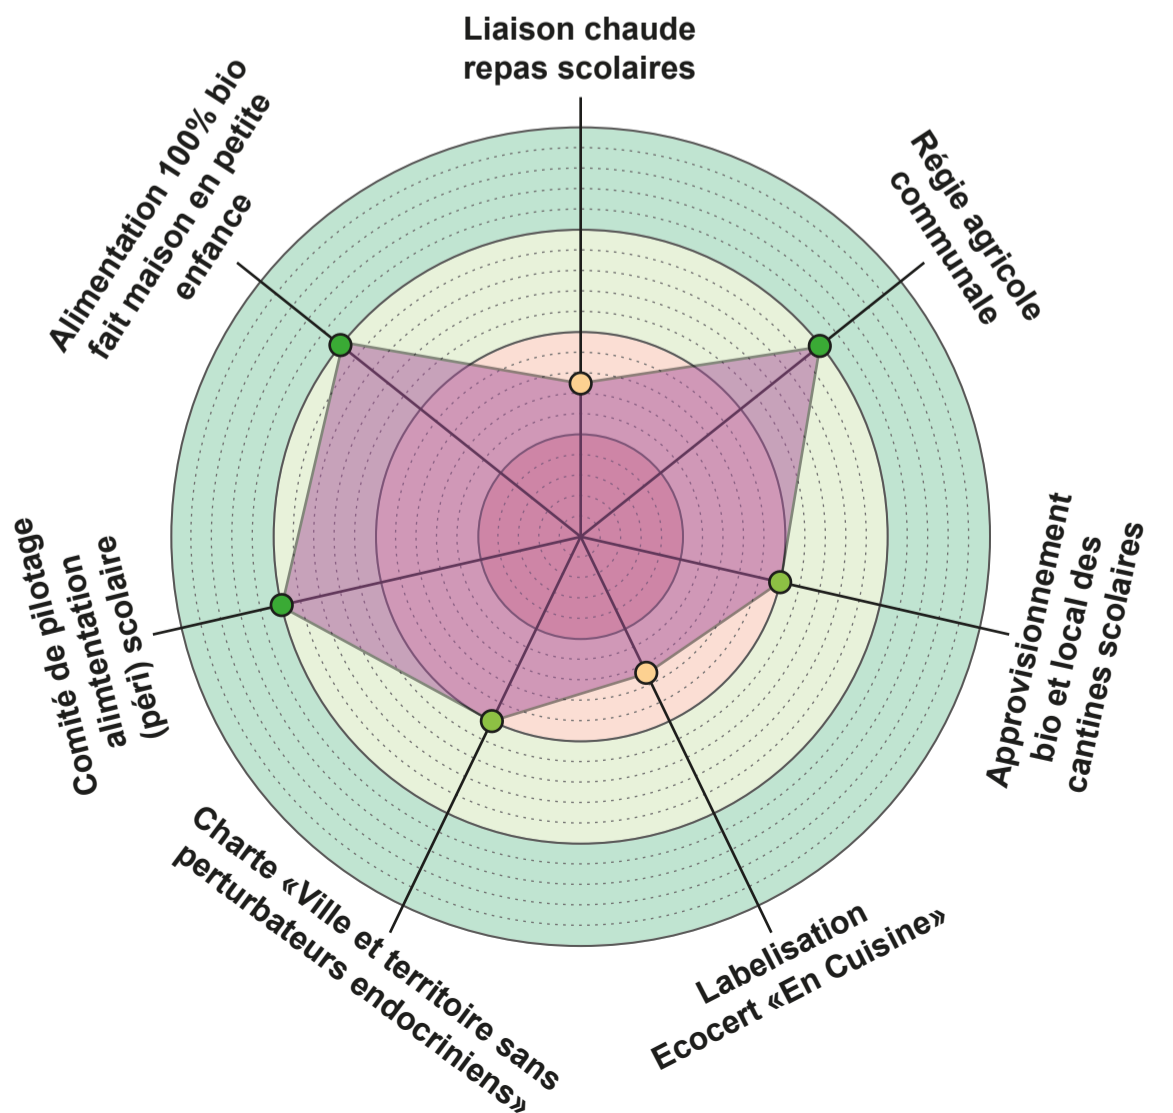 Liaison chaude
repas scolaires
Régie agricole
communale
Approvisionnement
bio et local des
cantines scolaires
Labelisation
Ecocert «En Cuisine»
Charte «Ville et territoire sans
perturbateurs endocriniens»
Comité de pilotage
alimtentation
(péri) scolaire
Alimentation 100% bio
fait maison en petite
enfance